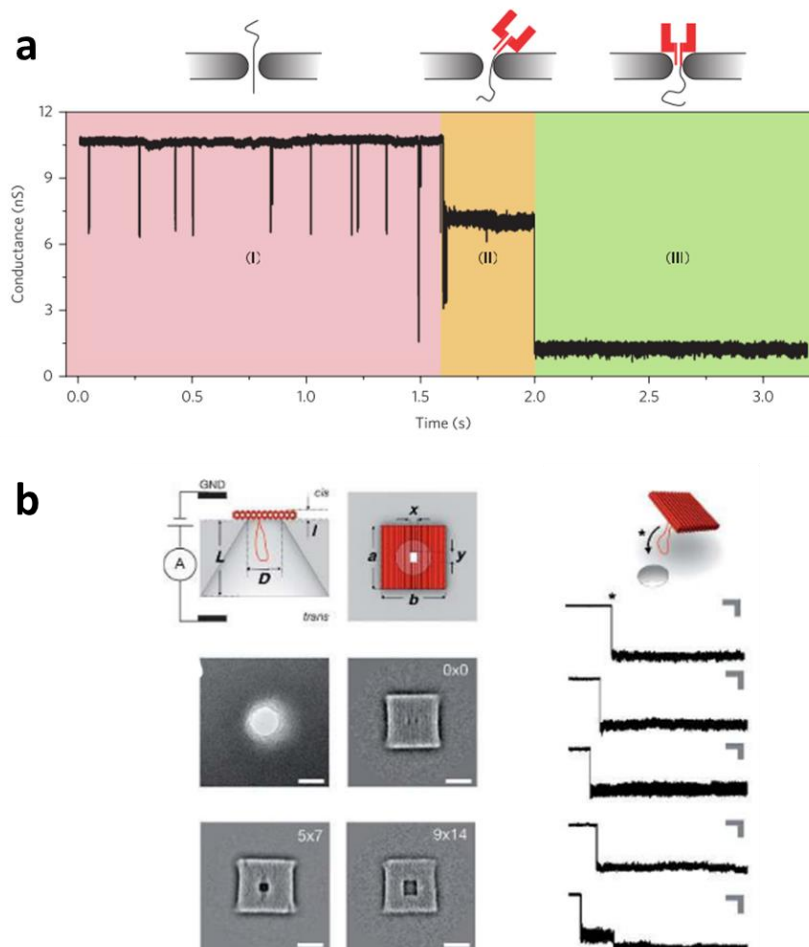 a
12
9
6
3
0
Conductance (nS)
(I)
(II)
(III)
0.0
0.5
1.0
1.5
2.0
2.5
3.0
Time (s)
b
GND
cis
l
L
A
D
trans
x
a
y
b
*
*
0x0
5x7
9x14